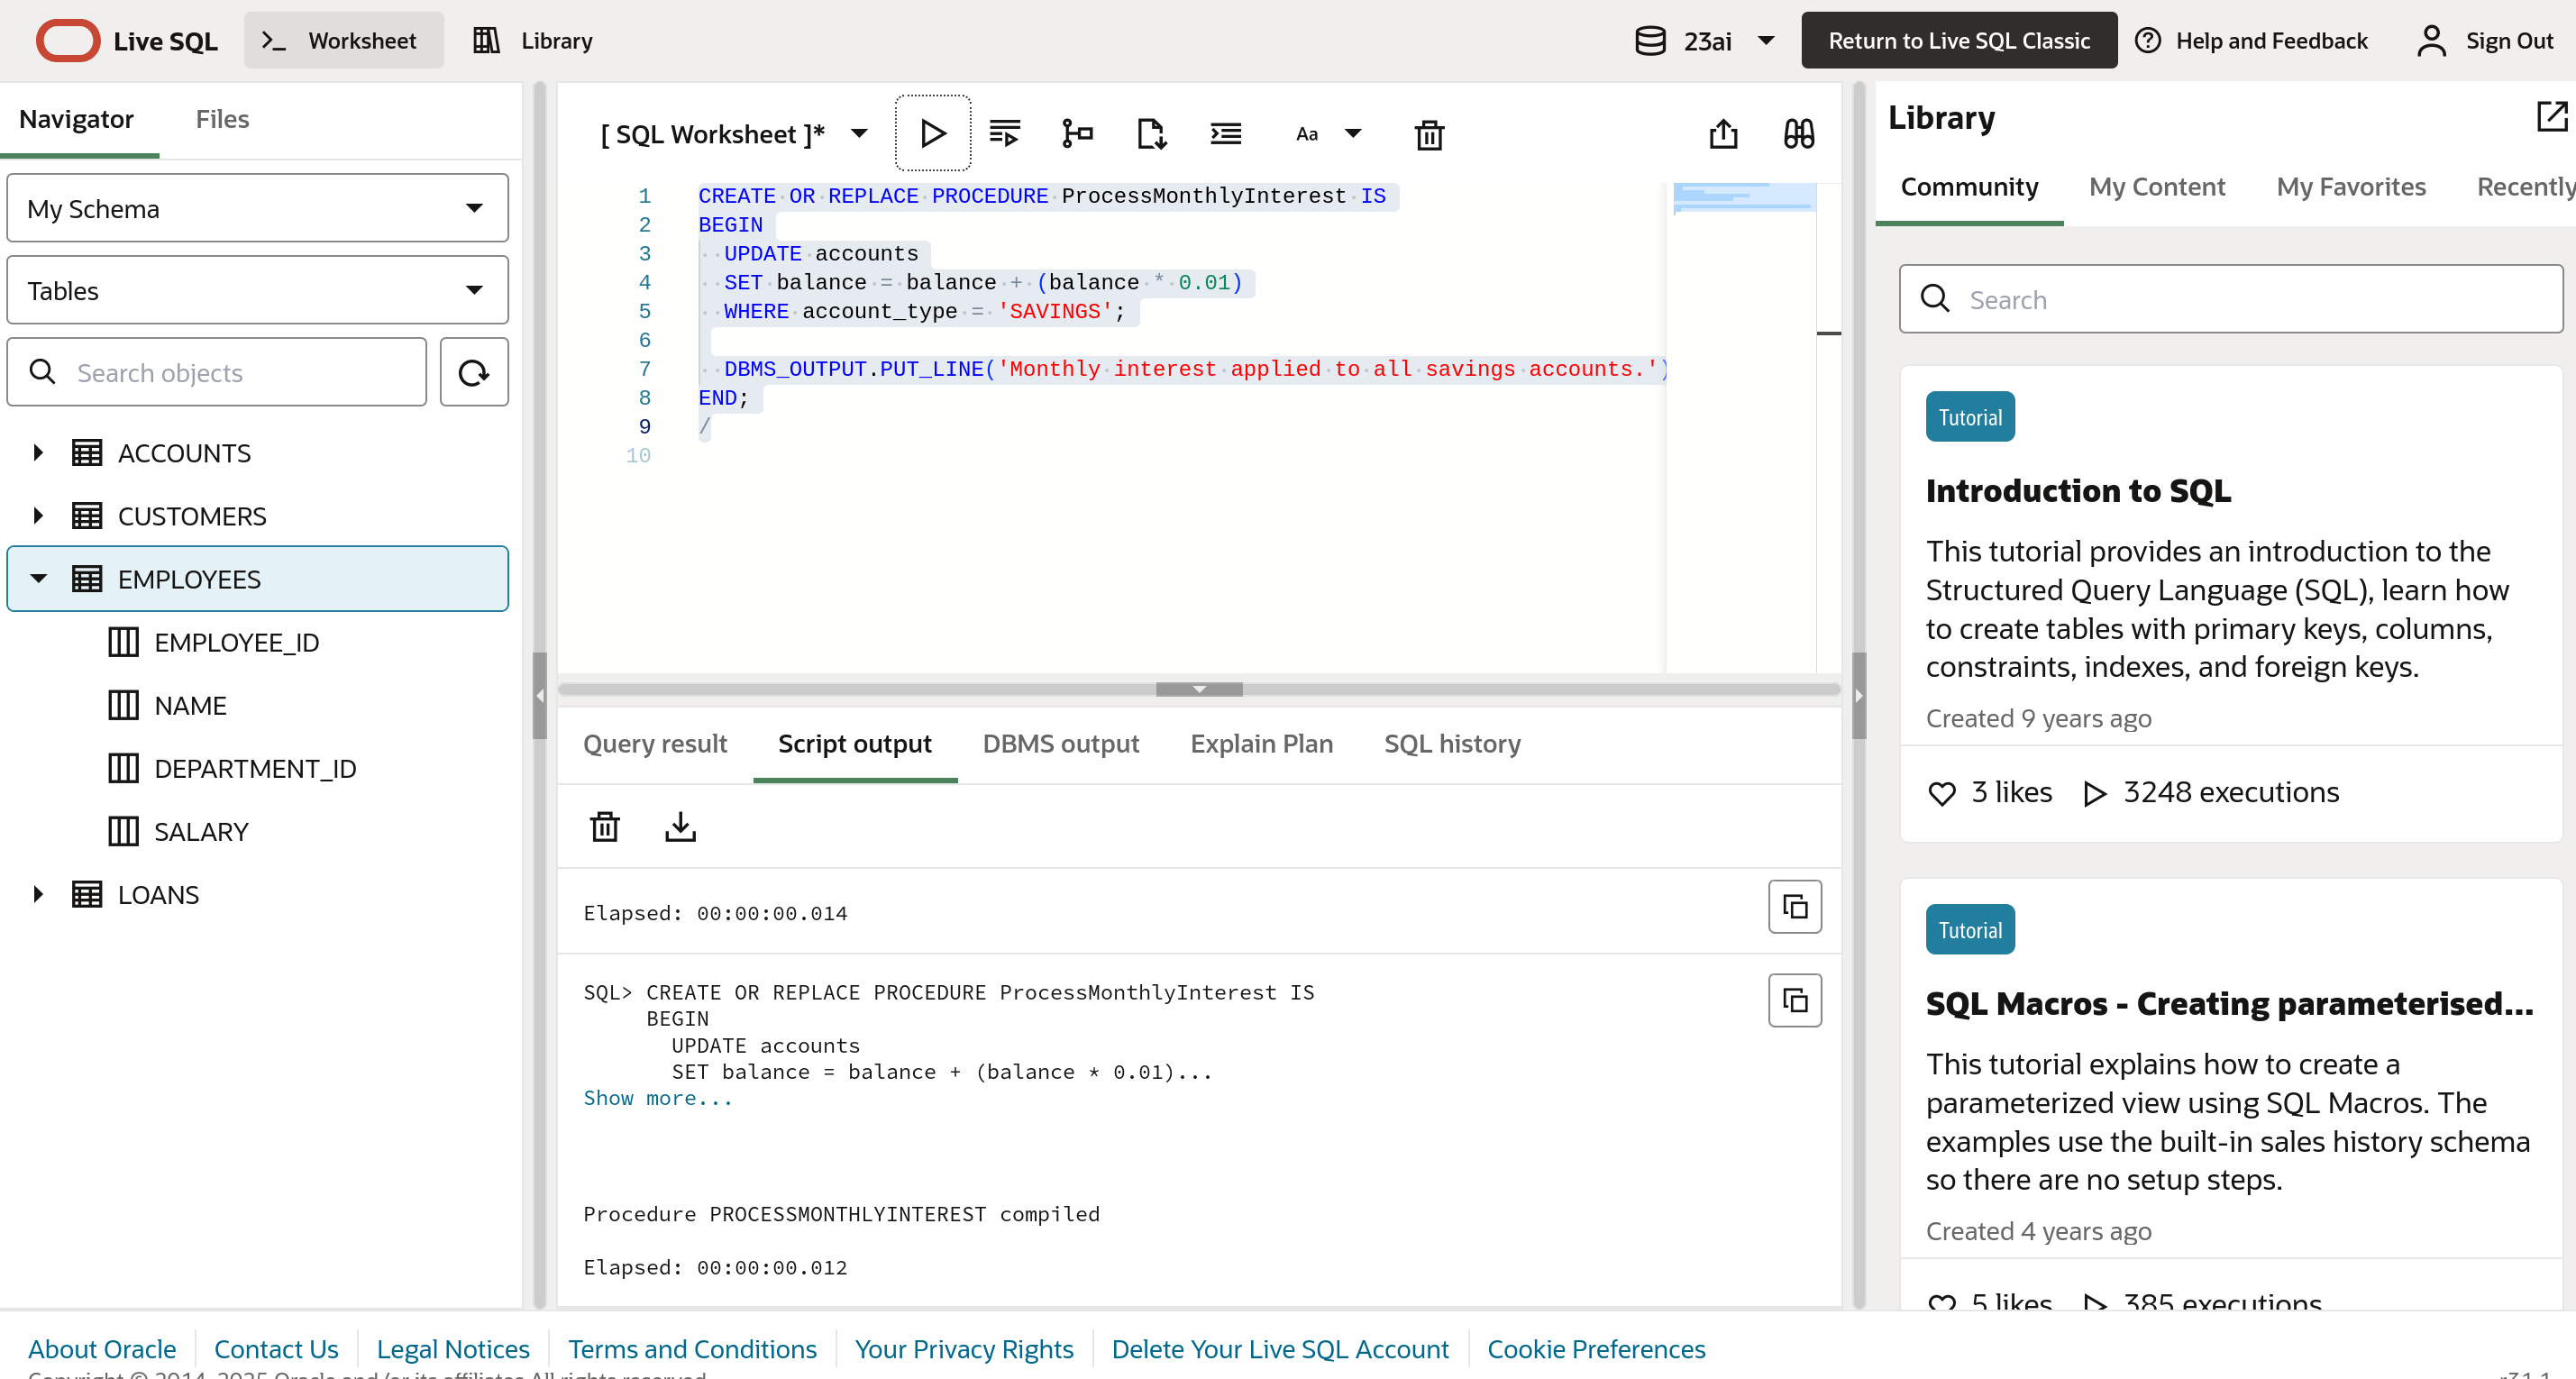 Live SQL
Worksheet
Library
23ai
Return to Live SQL Classic
Help and Feedback
Sign Out
Navigator
Files
My Schema
Tables
Search objects
ACCOUNTS
CUSTOMERS
EMPLOYEES
EMPLOYEE_ID
NAME
DEPARTMENT_ID
SALARY
LOANS
[ SQL Worksheet ]*
Aa
1 CREATE OR REPLACE PROCEDURE ProcessMonthlyInterest IS
2 BEGIN
3 UPDATE accounts
4 SET balance = balance + (balance * 0.01)
5 WHERE account_type = 'SAVINGS';
6
7 DBMS_OUTPUT.PUT_LINE('Monthly interest applied to all savings accounts.')
8 END;
9 /
10
Query result
Script output
DBMS output
Explain Plan
SQL history
Elapsed: 00:00:00.014
SQL> CREATE OR REPLACE PROCEDURE ProcessMonthlyInterest IS
BEGIN
UPDATE accounts
SET balance = balance + (balance * 0.01)...
Show more...
Procedure PROCESSMONTHLYINTEREST compiled
Elapsed: 00:00:00.012
Library
Community
My Content
My Favorites
Recently
Search
Tutorial
Introduction to SQL
This tutorial provides an introduction to the
Structured Query Language (SQL), learn how
to create tables with primary keys, columns,
constraints, indexes, and foreign keys.
Created 9 years ago
3 likes
3248 executions
Tutorial
SQL Macros - Creating parameterised...
This tutorial explains how to create a
parameterized view using SQL Macros. The
examples use the built-in sales history schema
so there are no setup steps.
Created 4 years ago
5 likes
385 executions
About Oracle
Contact Us
Legal Notices
Terms and Conditions
Your Privacy Rights
Delete Your Live SQL Account
Cookie Preferences
Copyright © 2014, 2025 Oracle and/or its affiliates All rights reserved